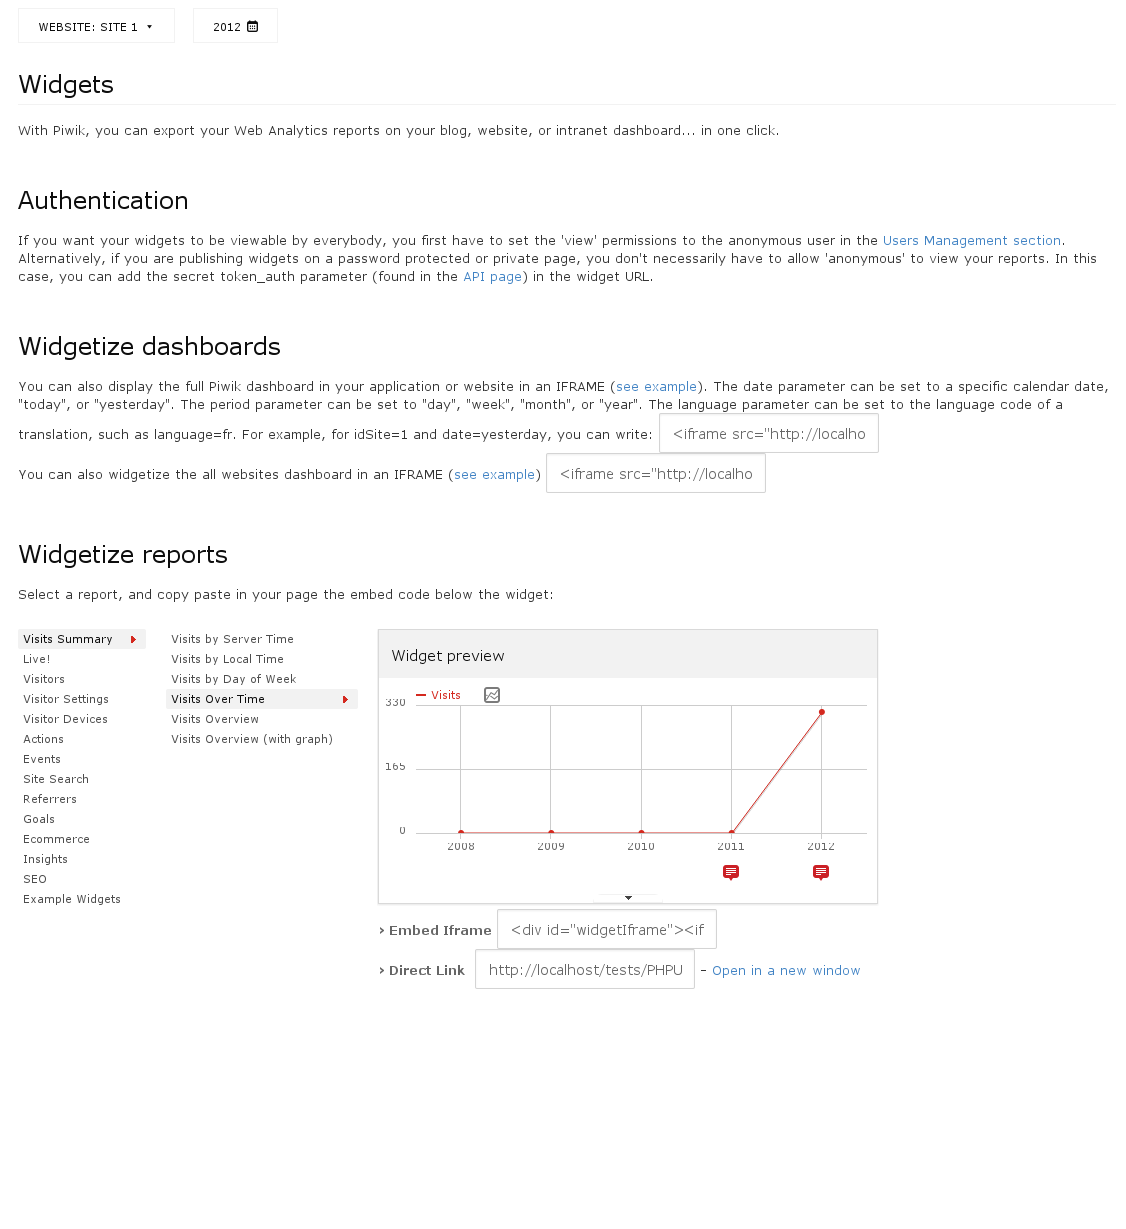 WEBSITE: SITE 1
2012
Widgets
With Piwik, you can export your Web Analytics reports on your blog, website, or intranet dashboard... in one click.
Authentication
If you want your widgets to be viewable by everybody, you first have to set the 'view' permissions to the anonymous user in the Users Management section.
Alternatively, if you are publishing widgets on a password protected or private page, you don't necessarily have to allow 'anonymous' to view your reports. In this
case, you can add the secret token_auth parameter (found in the API page) in the widget URL.
Widgetize dashboards
You can also display the full Piwik dashboard in your application or website in an IFRAME (see example). The date parameter can be set to a specific calendar date,
"today", or "yesterday". The period parameter can be set to "day", "week", "month", or "year". The language parameter can be set to the language code of a
translation, such as language=fr. For example, for idSite=1 and date=yesterday, you can write: <iframe src="http://localho
You can also widgetize the all websites dashboard in an IFRAME (see example) <iframe src="http://localho
Widgetize reports
Select a report, and copy paste in your page the embed code below the widget:
Visits Summary
Live!
Visitors
Visitor Settings
Visitor Devices
Actions
Events
Site Search
Referrers
Goals
Ecommerce
Insights
SEO
Example Widgets
Visits by Server Time
Visits by Local Time
Visits by Day of Week
Visits Over Time
Visits Overview
Visits Overview (with graph)
Widget preview
Visits
330
165
0
2008 2009 2010 2011 2012
› Embed Iframe <div id="widgetIframe"><if
› Direct Link http://localhost/tests/PHPU - Open in a new window